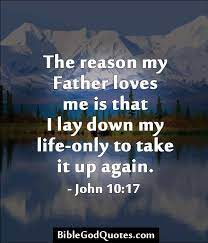 The reason my
Father loves
me is that
I lay down my
life-only to take
it up again.
- John 10:17
BibleGodQuotes.com